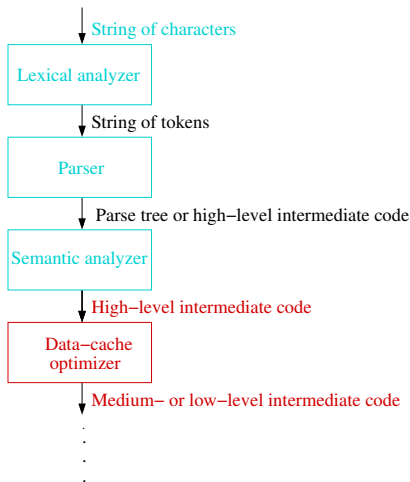 String of characters
Lexical analyzer
String of tokens
Parser
Parse tree or high−level intermediate code
Semantic analyzer
High−level intermediate code
Data−cache
optimizer
Medium− or low−level intermediate code